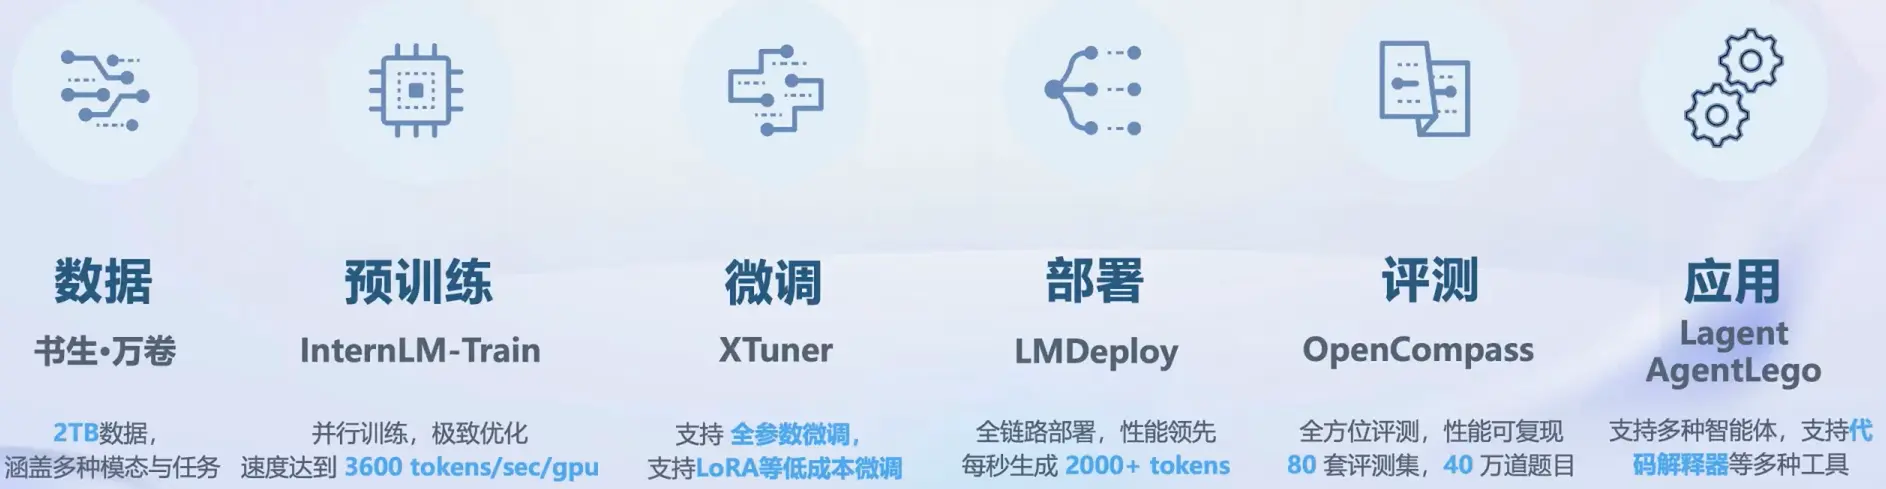 数据
书生·万卷
2TB数据，
涵盖多种模态与任务
预训练
InternLM-Train
并行训练，极致优化
速度达到 3600 tokens/sec/gpu
微调
XTuner
支持 全参数微调，
支持LoRA等低成本微调
部署
LMDeploy
全链路部署，性能领先
每秒生成 2000+ tokens
评测
OpenCompass
全方位评测，性能可复现
80 套评测集，40 万道题目
应用
Lagent
AgentLego
支持多种智能体，支持代
码解释器等多种工具